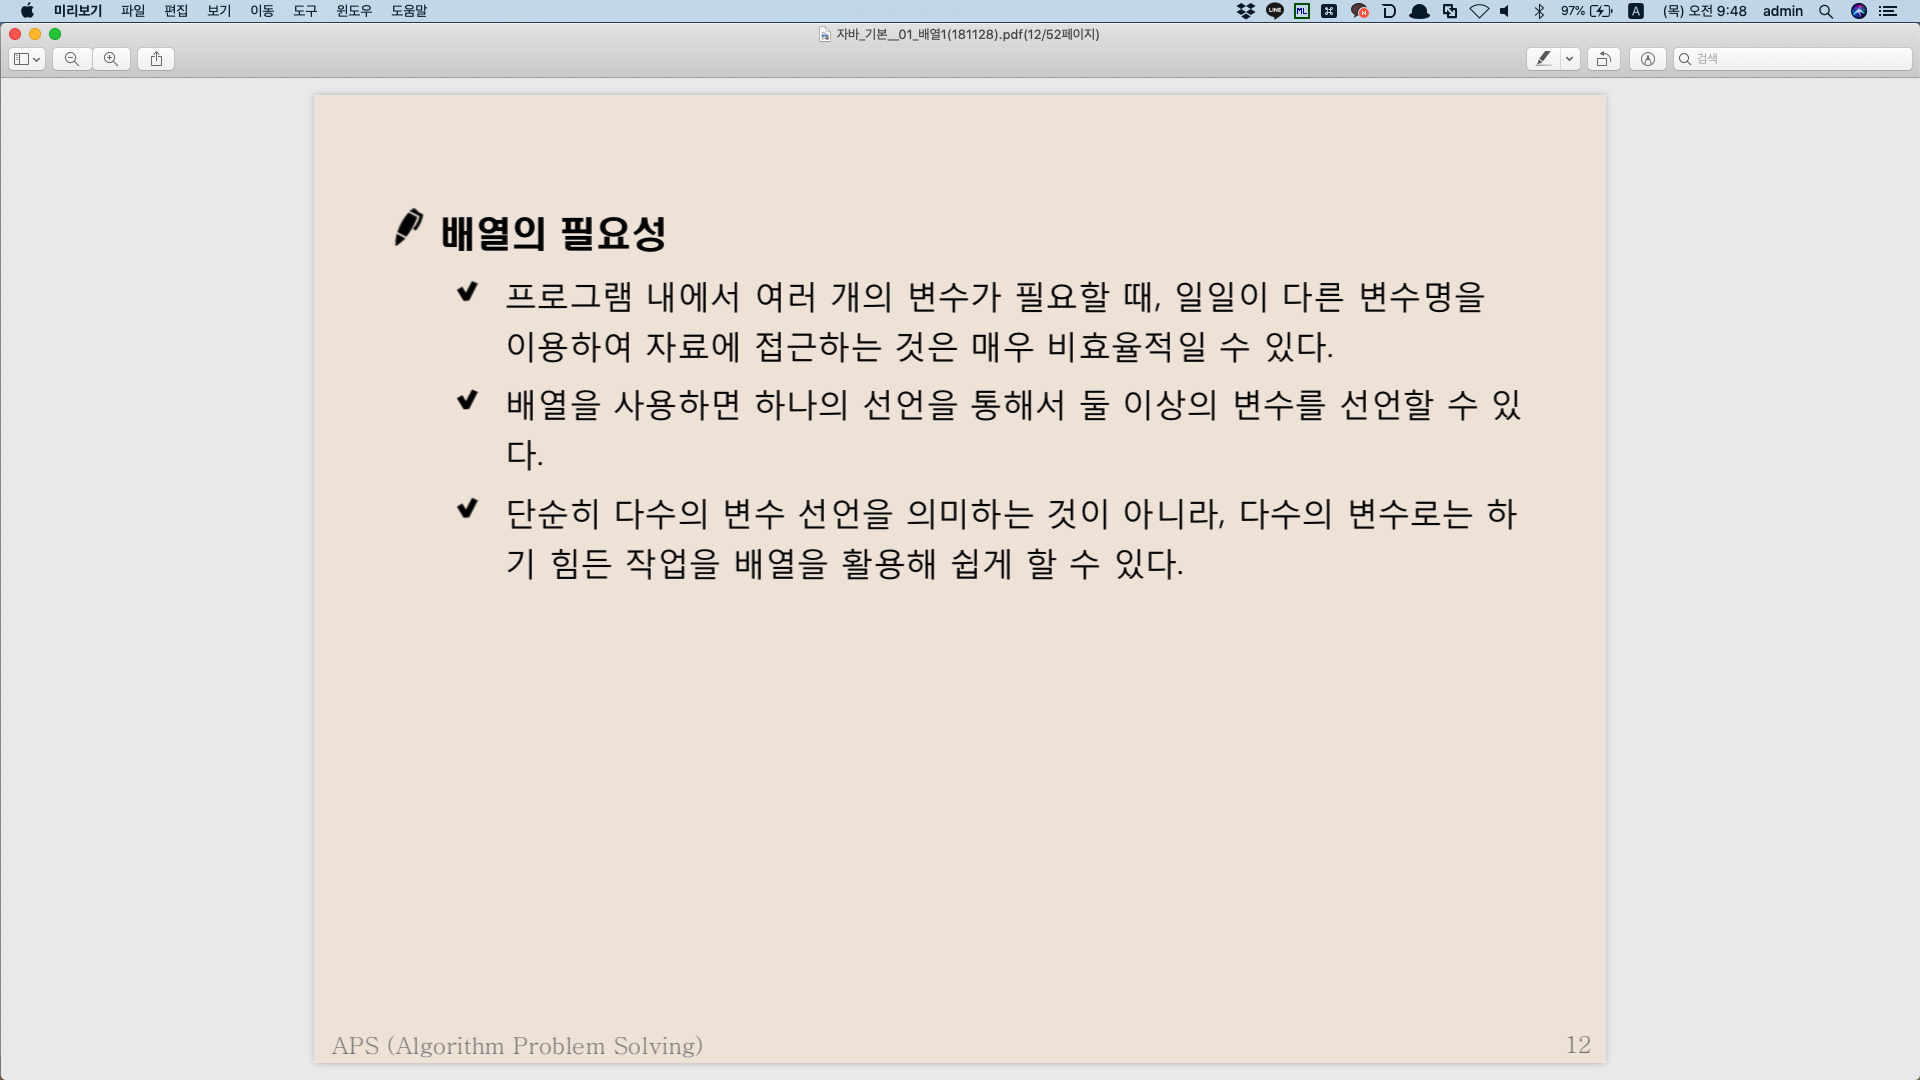 미리보기 파일 편집 보기 이동 도구 윈도우 도움말 LINE ML N 97% A (목) 오전 9:48 admin
자바_기본__01_배열1(181128).pdf(12/52페이지)
검색
배열의 필요성
프로그램 내에서 여러 개의 변수가 필요할 때, 일일이 다른 변수명을
이용하여 자료에 접근하는 것은 매우 비효율적일 수 있다.
배열을 사용하면 하나의 선언을 통해서 둘 이상의 변수를 선언할 수 있
다.
단순히 다수의 변수 선언을 의미하는 것이 아니라, 다수의 변수로는 하
기 힘든 작업을 배열을 활용해 쉽게 할 수 있다.
APS (Algorithm Problem Solving) 12